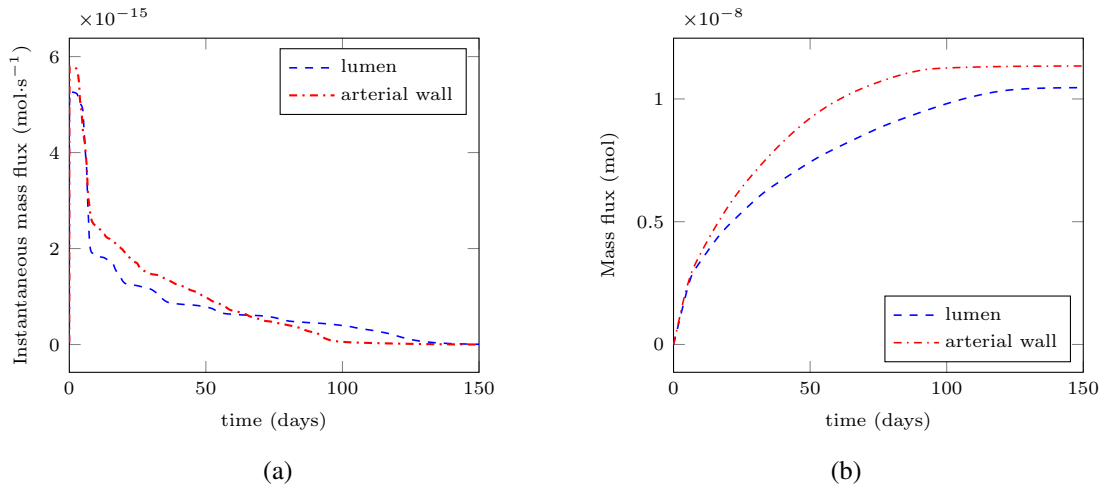 ×10−15
Instantaneous mass flux (mol·s−1)
6
4
2
0
lumen
arterial wall
0
50
100
150
time (days)
(a)
×10−8
Mass flux (mol)
1
0.5
0
lumen
arterial wall
0
50
100
150
time (days)
(b)